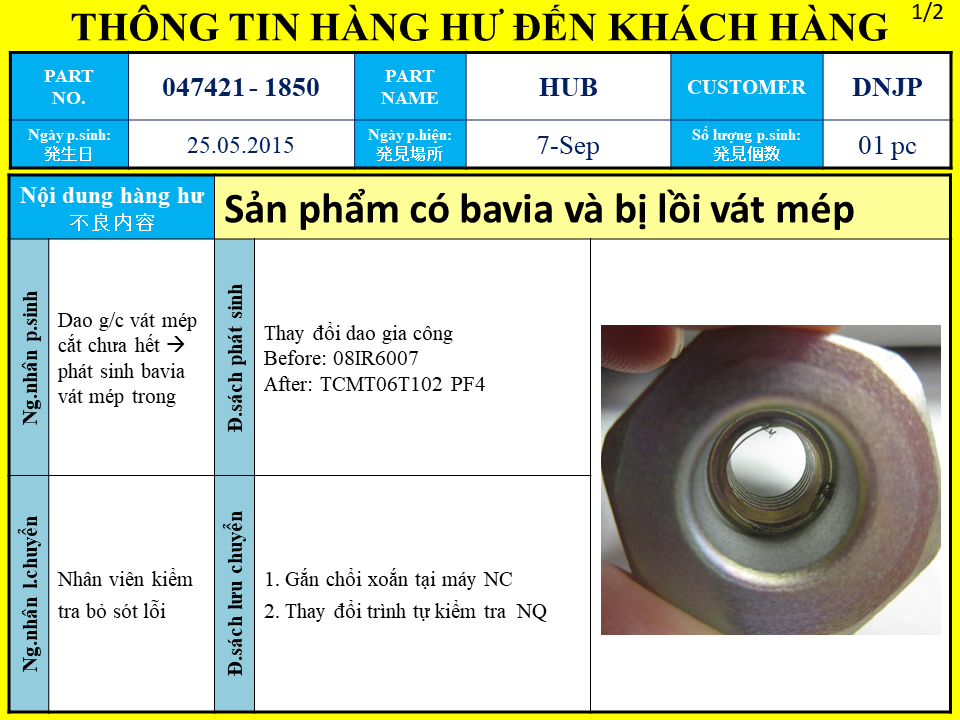 1/2
THÔNG TIN HÀNG HƯ ĐẾN KHÁCH HÀNG
PART
NO.
047421 - 1850
PART
NAME
HUB
CUSTOMER
DNJP
Ngày p.sinh:
発生日
25.05.2015
Ngày p.hiện:
発見場所
7-Sep
Số lượng p.sinh:
発見個数
01 pc
Nội dung hàng hư
不良内容
Sản phẩm có bavia và bị lồi vát mép
Ng.nhân p.sinh
Dao g/c vát mép
cắt chưa hết →
phát sinh bavia
vát mép trong
Đ.sách phát sinh
Thay đổi dao gia công
Before: 08IR6007
After: TCMT06T102 PF4
Ng.nhân l.chuyển
Nhân viên kiểm
tra bỏ sót lỗi
Đ.sách lưu chuyển
1. Gắn chổi xoắn tại máy NC
2. Thay đổi trình tự kiểm tra NQ